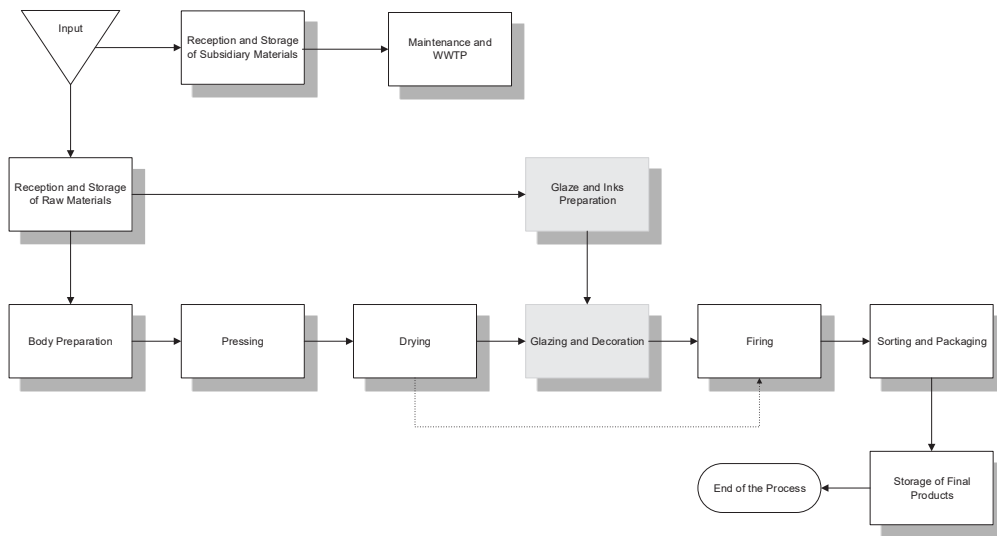 Input
Reception and Storage
of Subsidiary Materials
Maintenance and
WWTP
Reception and Storage
of Raw Materials
Glaze and Inks
Preparation
Body Preparation
Pressing
Drying
Glazing and Decoration
Firing
Sorting and Packaging
End of the Process
Storage of Final
Products